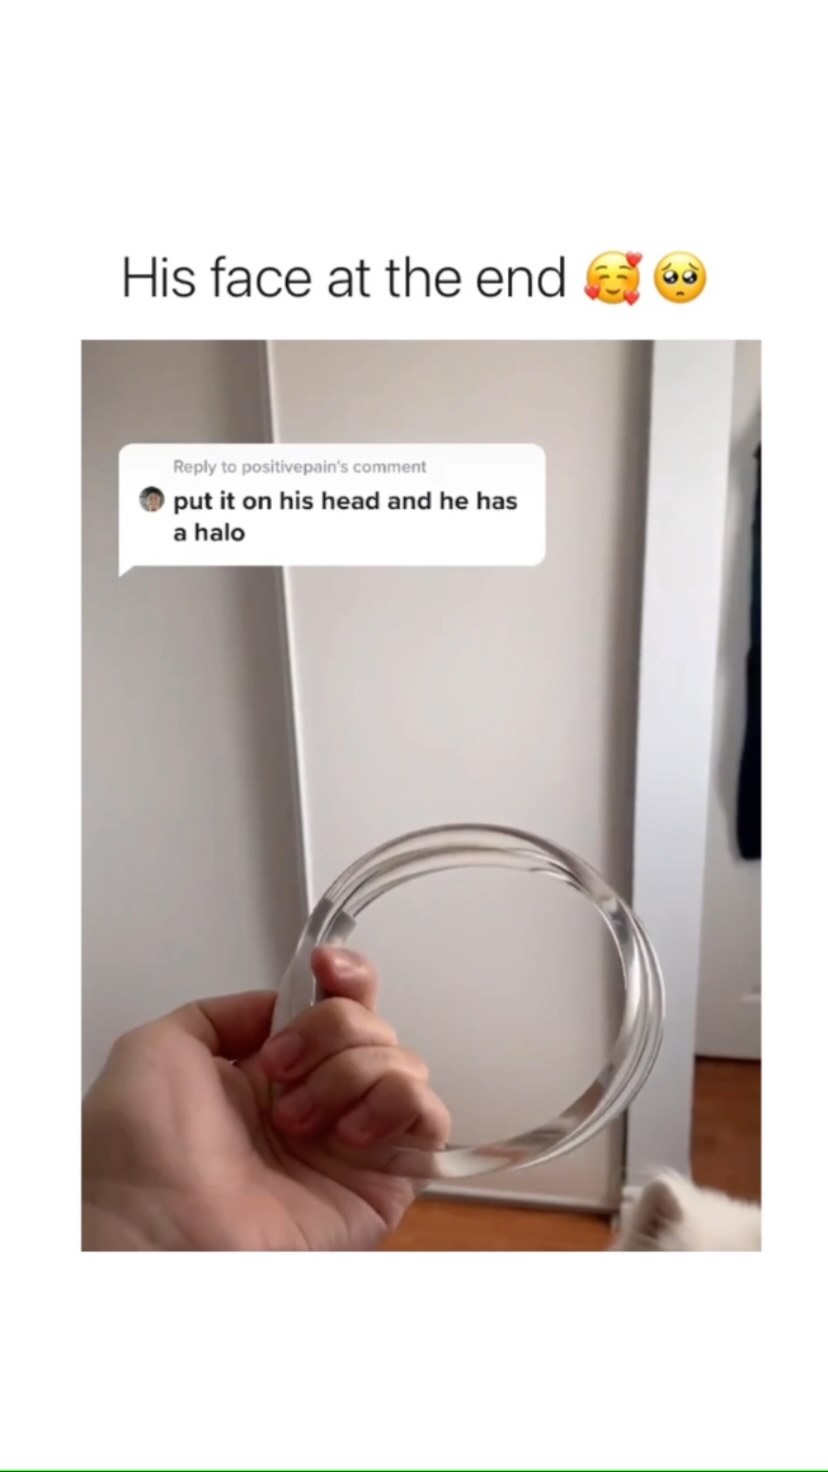 His face at the end 🥰 🥺
Reply to positivepain's comment
put it on his head and he has
a halo